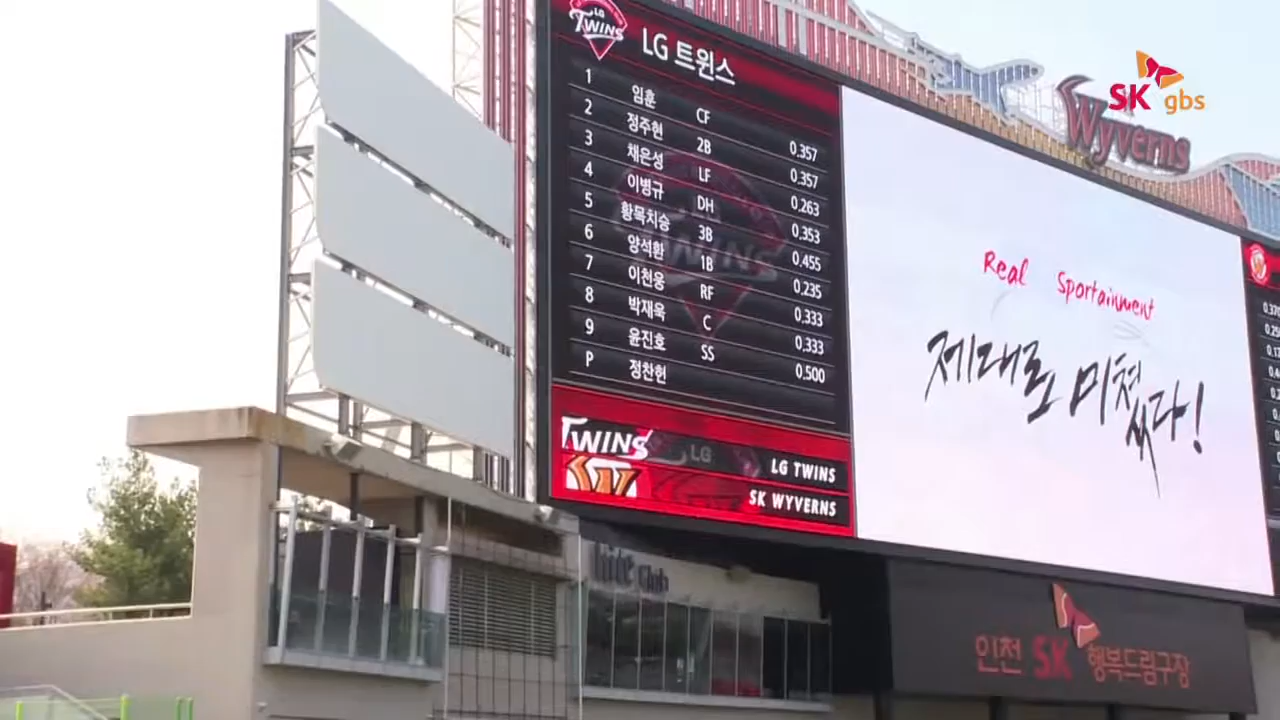 LG TWINS
LG 트윈스
1 임훈 CF 0.357
2 정주현 2B 0.357
3 채은성 LF 0.263
4 이병규 DH 0.353
5 황목치승 3B 0.455
6 양석환 1B 0.235
7 이천웅 RF 0.333
8 박재욱 C 0.333
9 윤진호 SS 0.500
P 정찬헌
TWINS LG LG TWINS
SK WYVERNS
SK gbs
Wyverns
Real Sportainment
제대로 미쳤다!
Club
인천 SK 행복드림구장